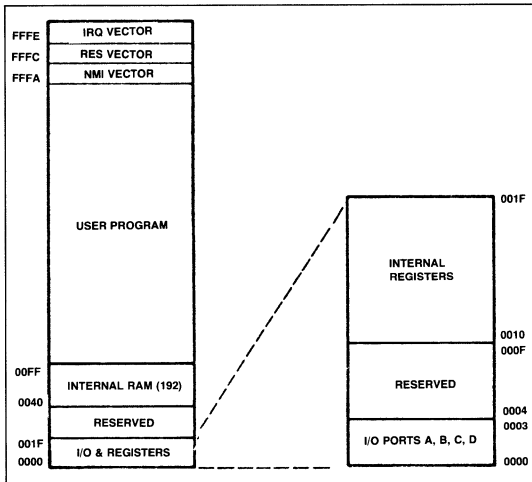 FFFE
IRQ VECTOR
FFFC
RES VECTOR
FFFA
NMI VECTOR
USER PROGRAM
00FF
INTERNAL RAM (192)
0040
RESERVED
001F
I/O & REGISTERS
0000
001F
INTERNAL
REGISTERS
0010
000F
RESERVED
0004
0003
I/O PORTS A, B, C, D
0000